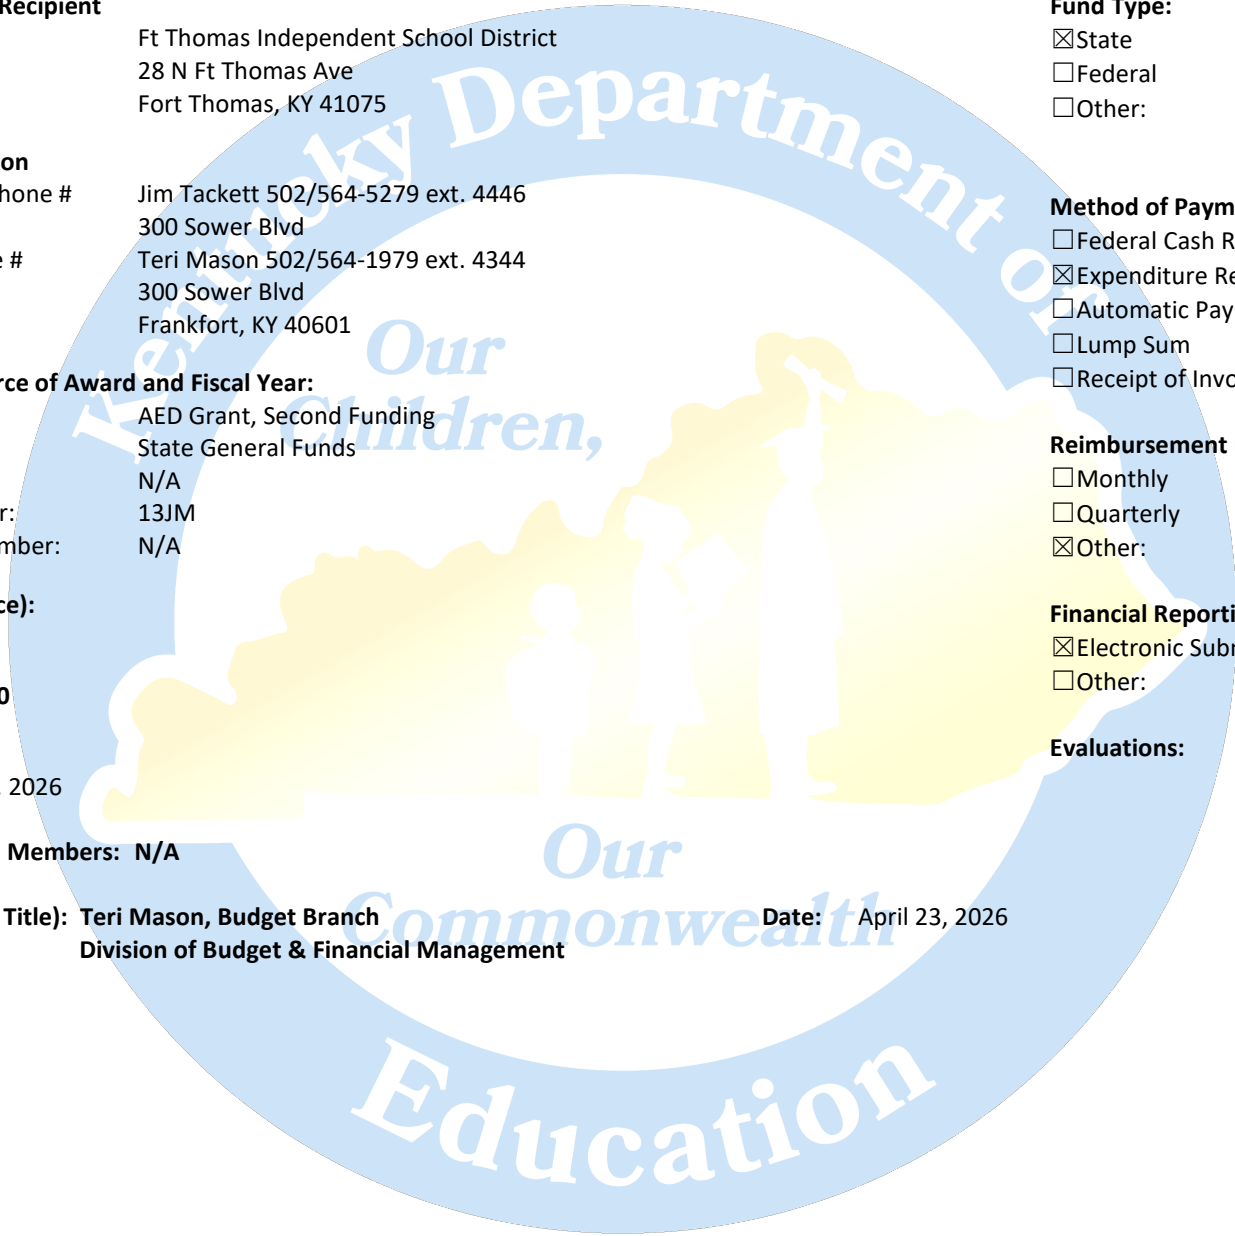 Recipient
Ft Thomas Independent School District
28 N Ft Thomas Ave
Fort Thomas, KY 41075
on
hone # Jim Tackett 502/564-5279 ext. 4446
300 Sower Blvd
e # Teri Mason 502/564-1979 ext. 4344
300 Sower Blvd
Frankfort, KY 40601
rce of Award and Fiscal Year:
AED Grant, Second Funding
State General Funds
N/A
r: 13JM
mber: N/A
ce):
0
, 2026
Members: N/A
Title): Teri Mason, Budget Branch Date: April 23, 2026
Division of Budget & Financial Management
Fund Type:
☒State
☐Federal
☐Other:
Method of Paym
☐Federal Cash R
☒Expenditure Re
☐Automatic Pay
☐Lump Sum
☐Receipt of Invo
Reimbursement
☐Monthly
☐Quarterly
☒Other:
Financial Reporti
☒Electronic Subr
☐Other:
Evaluations:
Kentucky Department of
Education
Our
Children,
Our
Commonwealth